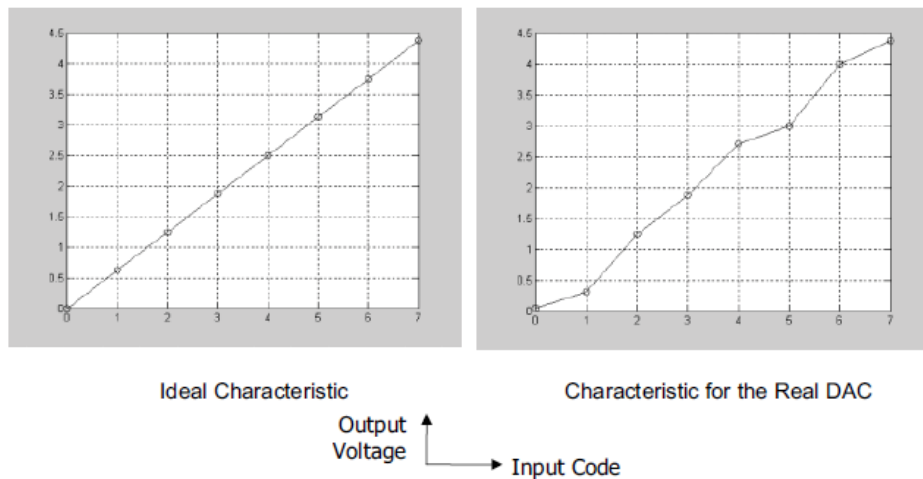 4.5
4
3.5
3
2.5
2
1.5
1
0.5
0
0 1 2 3 4 5 6 7
4.5
4
3.5
3
2.5
2
1.5
1
0.5
0
0 1 2 3 4 5 6 7
Ideal Characteristic
Characteristic for the Real DAC
Output
Voltage
Input Code